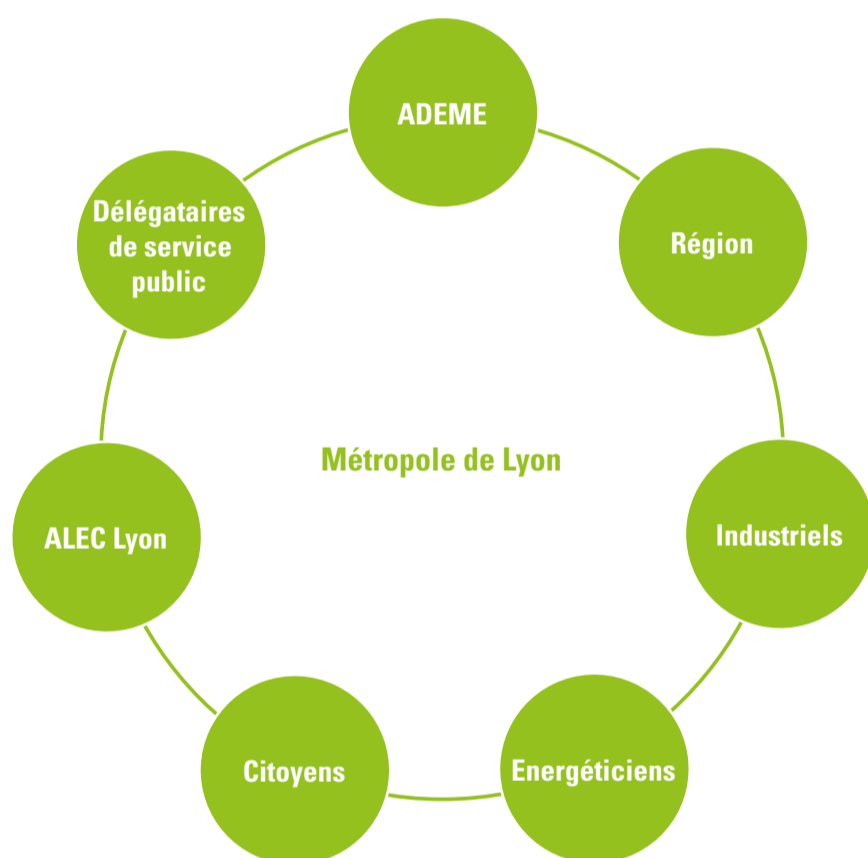 ADEME
Région
Délégataires
de service
public
Métropole de Lyon
ALEC Lyon
Industriels
Citoyens
Energéticiens